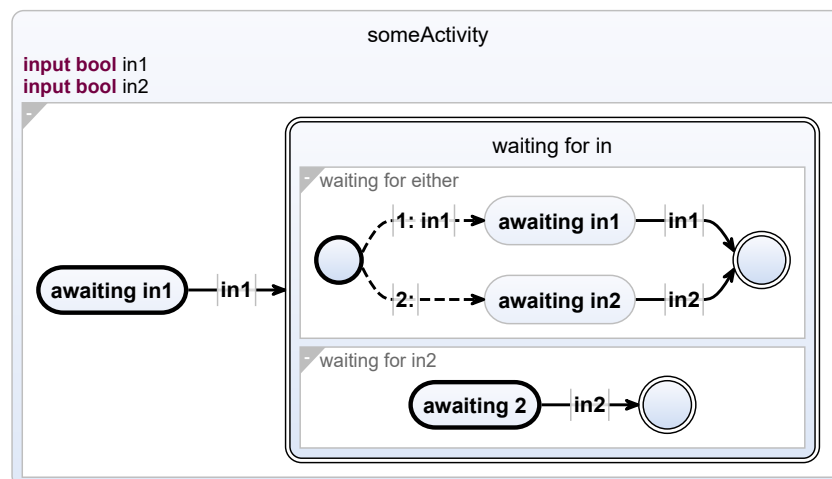 someActivity
input bool in1
input bool in2
-
waiting for in
- waiting for either
1: in1
awaiting in1
in1
awaiting in1
in1
2:
awaiting in2
in2
- waiting for in2
awaiting 2
in2